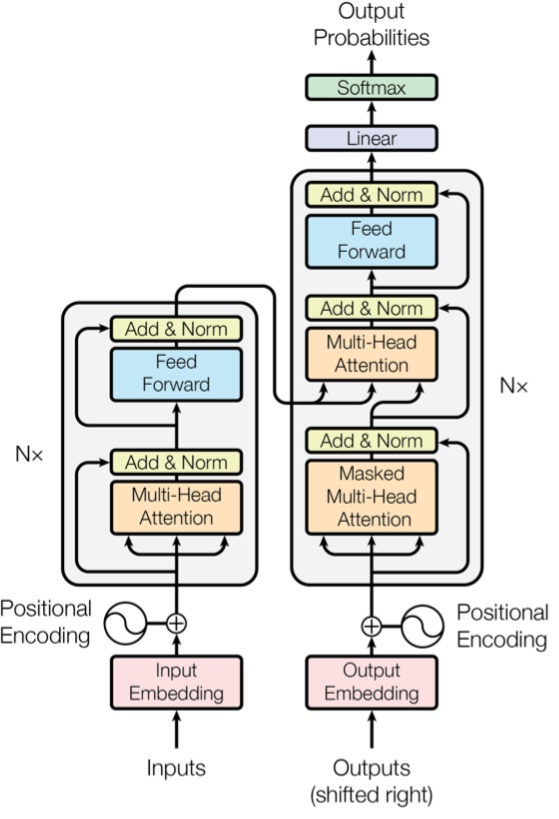 Output
Probabilities
Softmax
Linear
Add & Norm
Feed
Forward
Add & Norm
Multi-Head
Attention
Add & Norm
Masked
Multi-Head
Attention
N×
Add & Norm
Feed
Forward
Add & Norm
Multi-Head
Attention
N×
Positional
Encoding
Positional
Encoding
Input
Embedding
Output
Embedding
Inputs
Outputs
(shifted right)